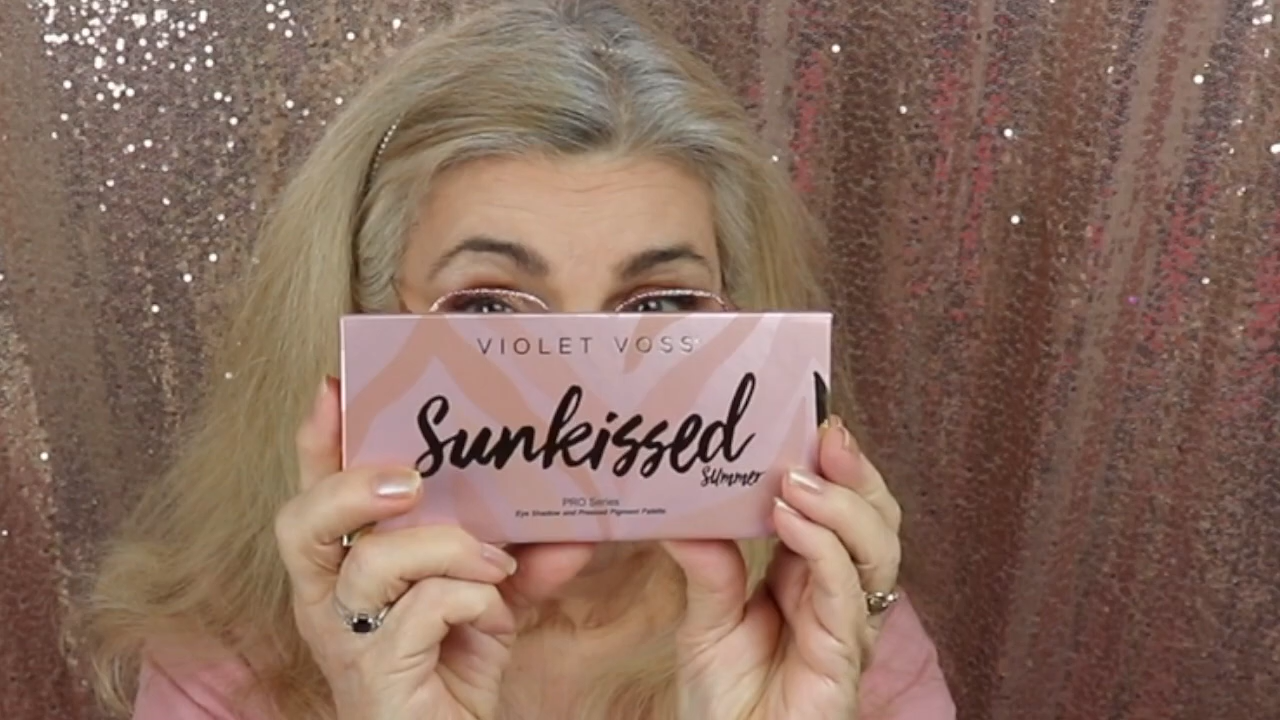 VIOLET VOSS
Sunkissed
Summer
PRO Series
Eye Shadow and Pressed Pigment Palette